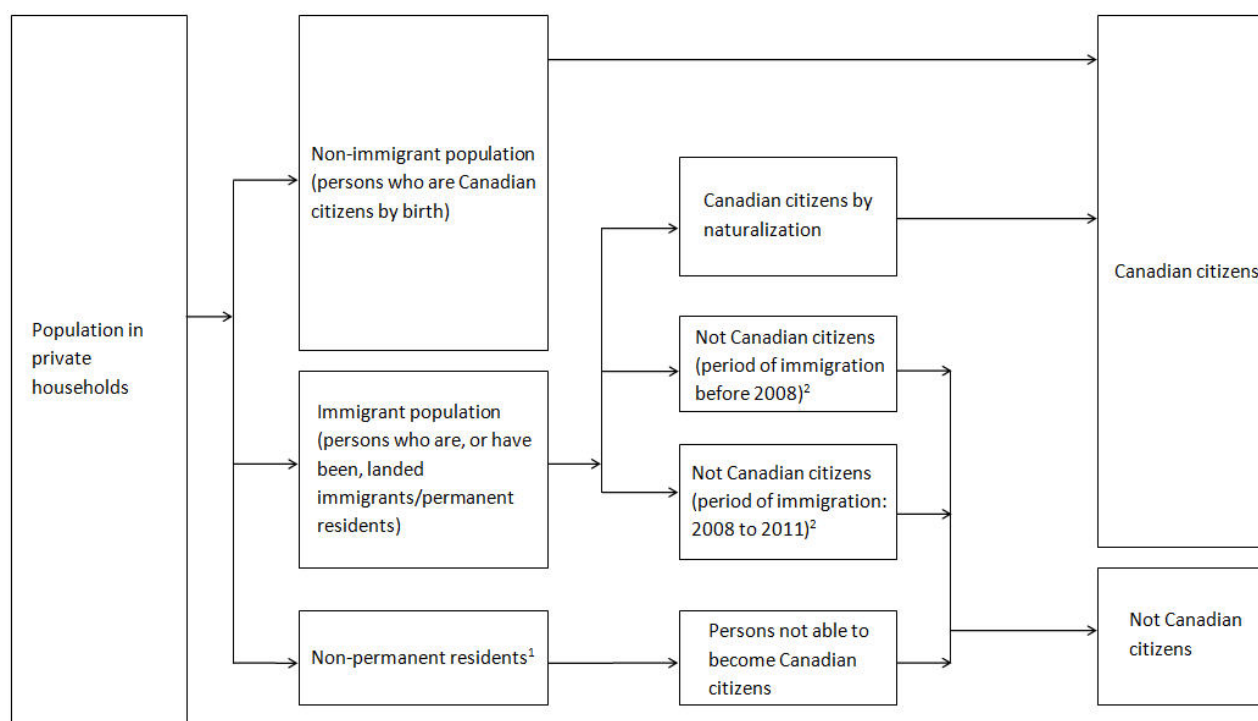 Population in
private
households
Non-immigrant population
(persons who are Canadian
citizens by birth)
Immigrant population
(persons who are, or have
been, landed
immigrants/permanent
residents)
Non-permanent residents¹
Canadian citizens by
naturalization
Not Canadian citizens
(period of immigration
before 2008)²
Not Canadian citizens
(period of immigration:
2008 to 2011)²
Persons not able to
become Canadian
citizens
Canadian citizens
Not Canadian
citizens